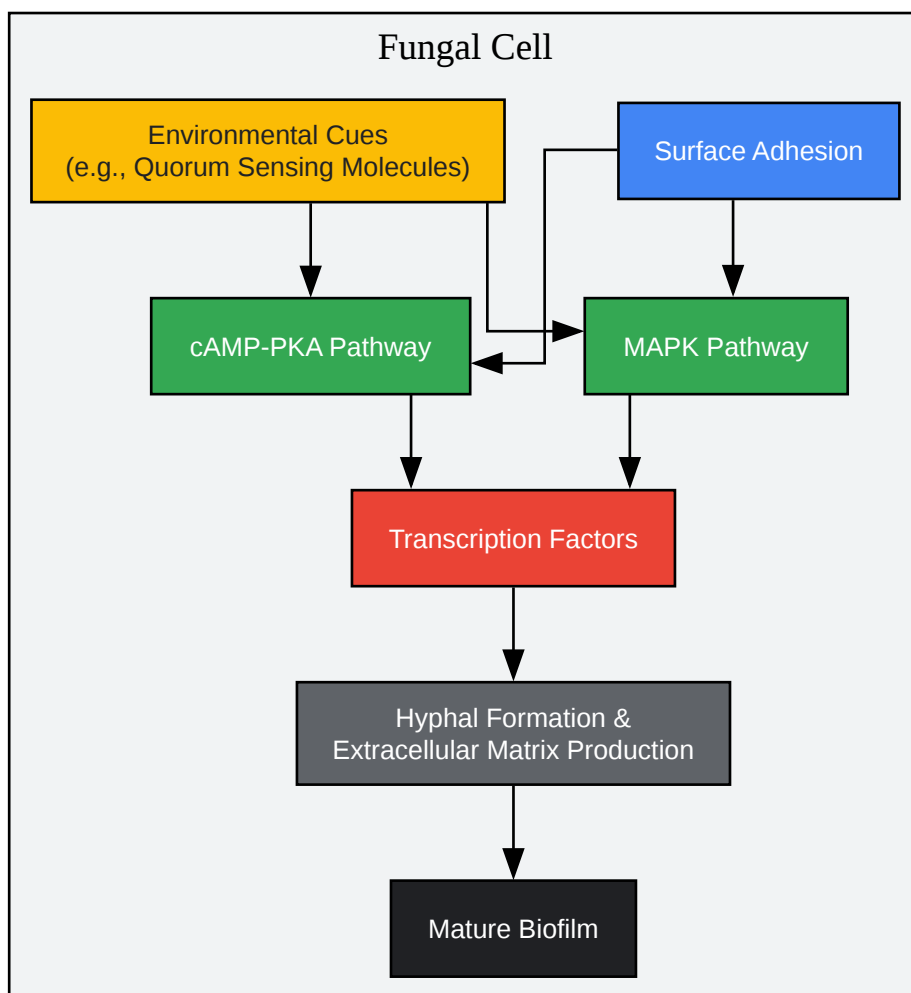 Fungal Cell
Environmental Cues
(e.g., Quorum Sensing Molecules)
Surface Adhesion
cAMP-PKA Pathway
MAPK Pathway
Transcription Factors
Hyphal Formation &
Extracellular Matrix Production
Mature Biofilm